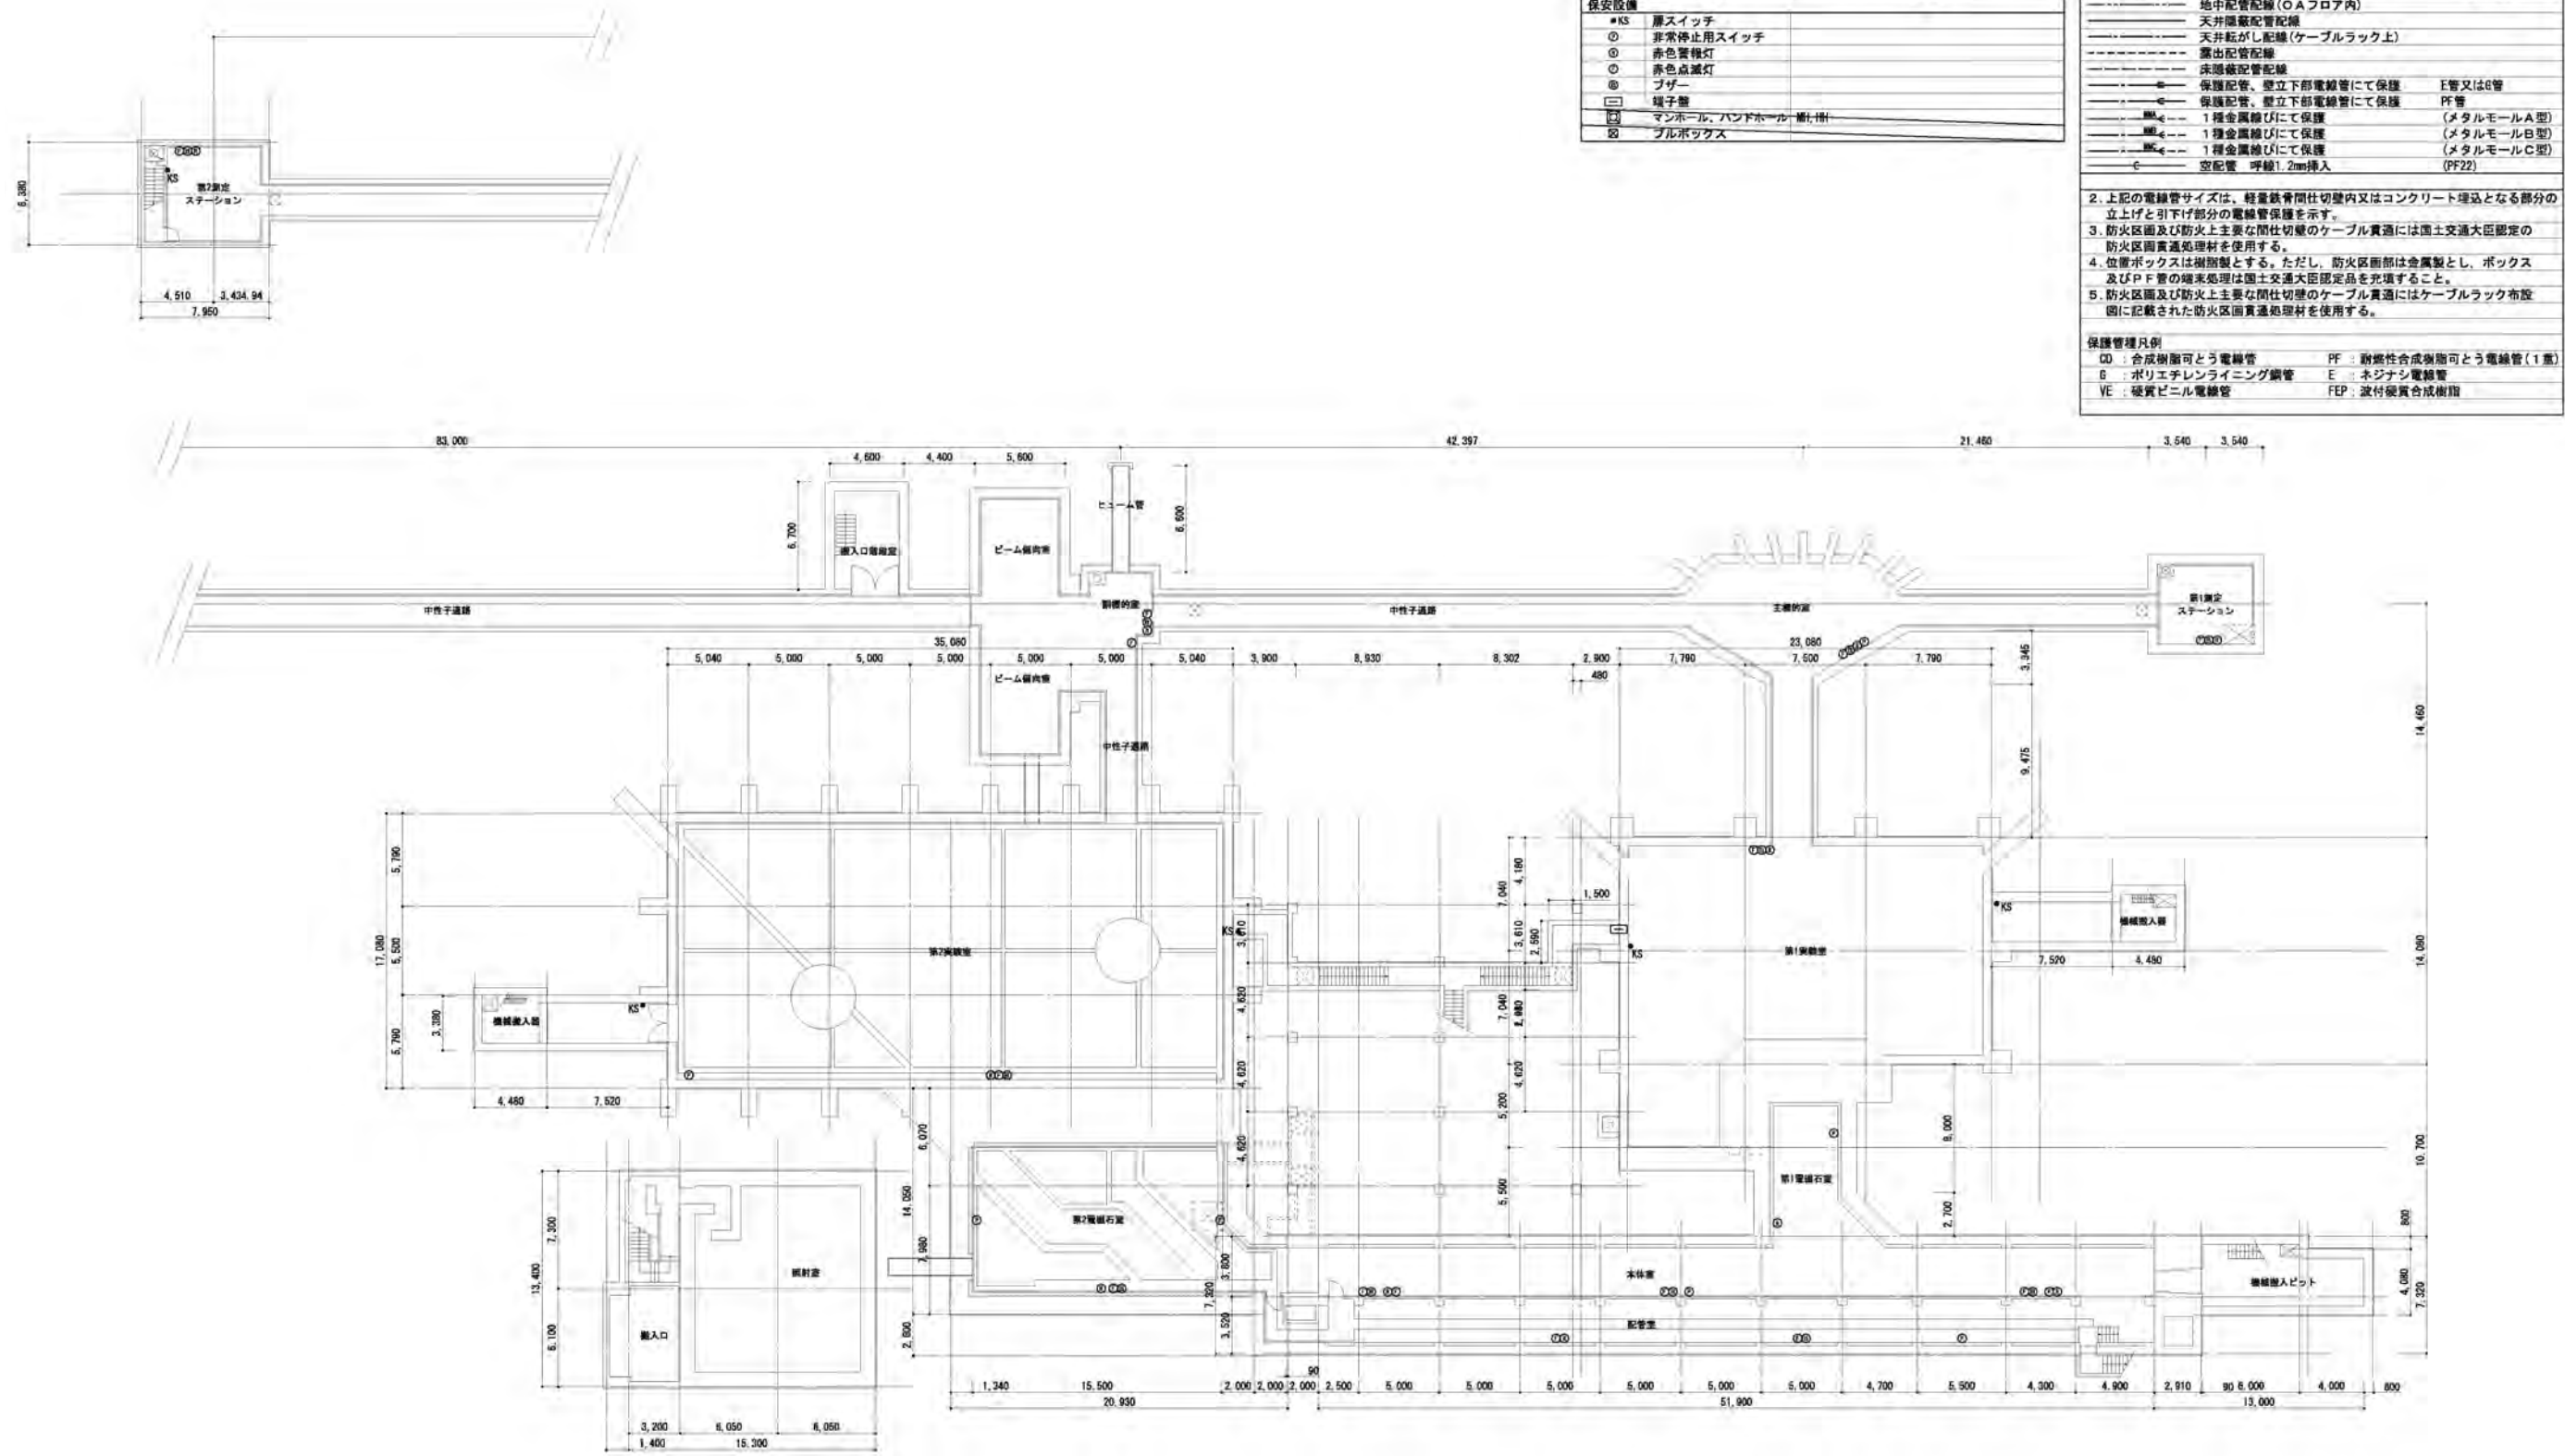 保安設備
●KS 扉スイッチ
非常停止用スイッチ
赤色警報灯
赤色点滅灯
ブザー
端子盤
マンホール、ハンドホール MH,HH
プルボックス
地中配管配線(OAフロア内)
天井隠蔽配管配線
天井転がし配線(ケーブルラック上)
露出配管配線
床隠蔽配管配線
保護配管、壁立下部電線管にて保護 E管又はG管
保護配管、壁立下部電線管にて保護 PF管
1種金属線ぴにて保護 (メタルモールA型)
1種金属線ぴにて保護 (メタルモールB型)
1種金属線ぴにて保護 (メタルモールC型)
空配管 呼線1.2mm挿入 (PF22)
2.上記の電線管サイズは、軽量鉄骨間仕切壁内又はコンクリート埋込となる部分の
立上げと引下げ部分の電線管保護を示す。
3.防火区画及び防火上主要な間仕切壁のケーブル貫通には国土交通大臣認定の
防火区画貫通処理材を使用する。
4.位置ボックスは樹脂製とする。ただし、防火区画部は金属製とし、ボックス
及びPF管の端末処理は国土交通大臣認定品を充填すること。
5.防火区画及び防火上主要な間仕切壁のケーブル貫通にはケーブルラック布設
図に記載された防火区画貫通処理材を使用する。
保護管種凡例
CD : 合成樹脂可とう電線管 PF : 耐燃性合成樹脂可とう電線管(1重)
G : ポリエチレンライニング鋼管 E : ネジナシ電線管
VE : 硬質ビニル電線管 FEP : 波付硬質合成樹脂
KS
第2測定
ステーション
6,380
4,510 3,434.94
7,950
83,000 42,397 21,460 3,540 3,540
4,600 4,400 5,600
6,700
ヒューム管
6,600
搬入口階段室
ビーム偏向室
中性子通路
副標的室
中性子通路
主標的室
第1測定
ステーション
35,080
23,080
5,040 5,000 5,000 5,000 5,000 5,000 5,040 3,900 8,930 8,302 2,900 7,790 7,500 7,790
480
3,345
ビーム偏向室
中性子通路
9,475
14,460
5,790
17,080
5,500
5,790
3,380
KS
機械搬入器
4,480 7,520
第2実験室
KS
3,610
4,620
4,620
4,620
7,040
4,180
1,500
3,610
2,590
7,040
4,620
5,200
5,500
KS
第1実験室
KS
機械搬入器
7,520 4,480
14,080
8,000
10,700
2,700
800
6,070
14,050
7,980
2,800
第2電磁石室
第1電磁石室
3,800
7,320
3,520
7,300
13,400
6,100
照射室
搬入口
本体室
配管室
機械搬入ピット
4,080
7,320
90
1,340 15,500 2,000 2,000 2,000 2,500 5,000 5,000 5,000 5,000 5,000 5,000 4,700 5,500 4,300 4,900 2,910 90 6,000 4,000 800
20,930 51,900 13,000
3,200 6,050 6,050
1,400 15,300